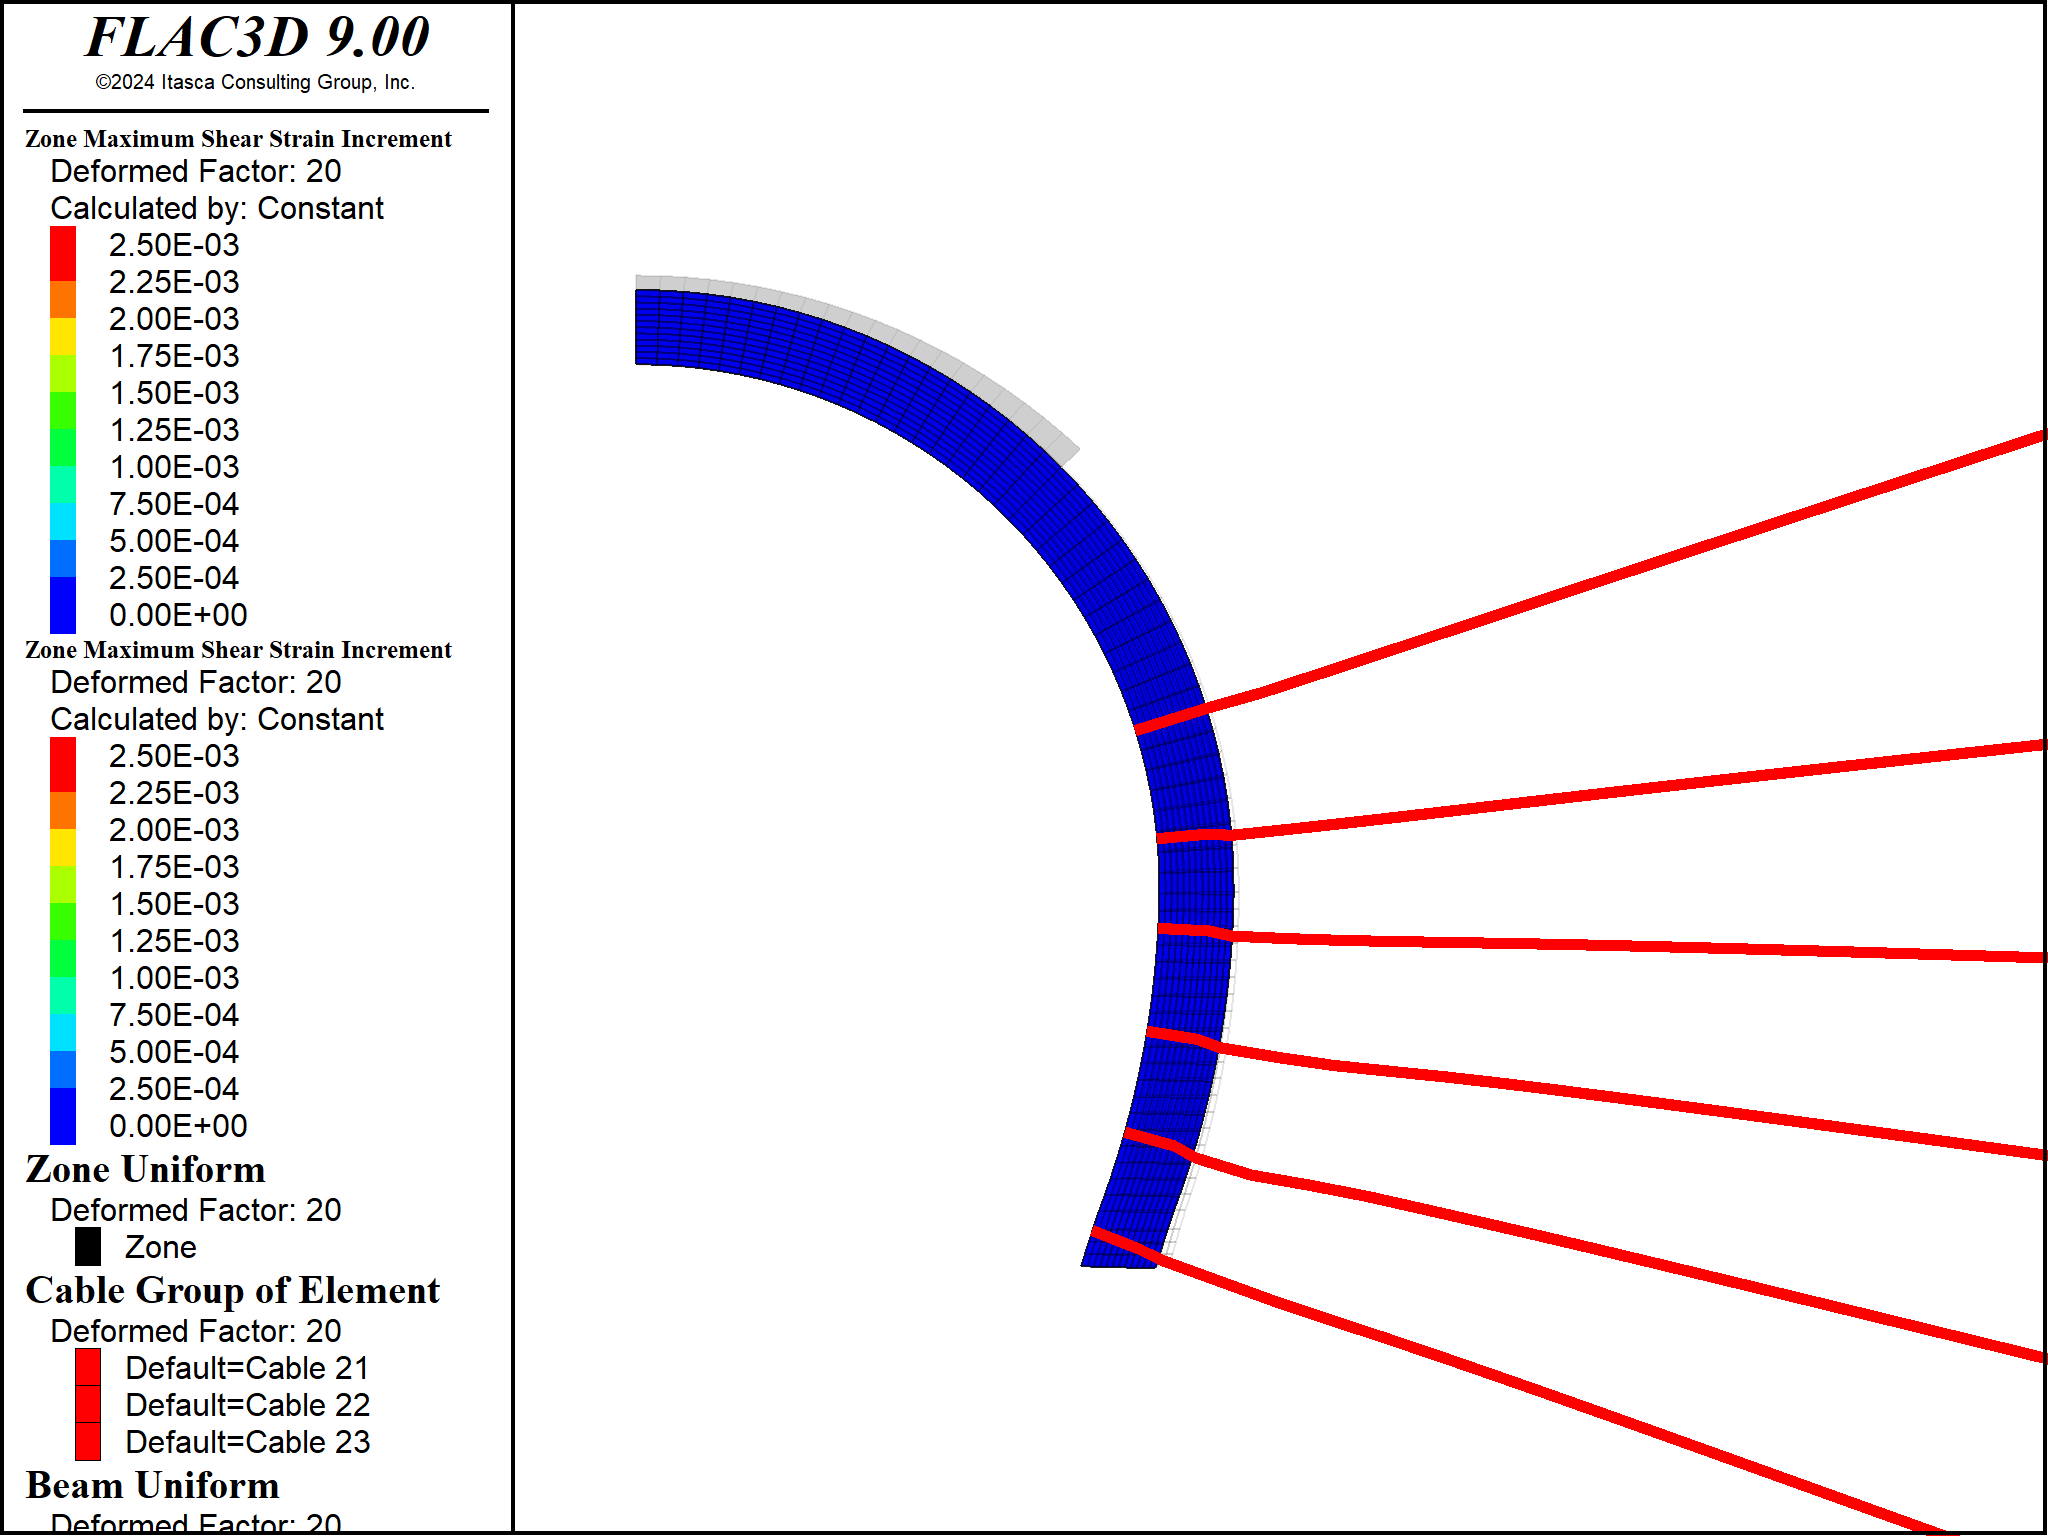 FLAC3D 9.00
©2024 Itasca Consulting Group, Inc.
Zone Maximum Shear Strain Increment
Deformed Factor: 20
Calculated by: Constant
2.50E-03
2.25E-03
2.00E-03
1.75E-03
1.50E-03
1.25E-03
1.00E-03
7.50E-04
5.00E-04
2.50E-04
0.00E+00
Zone Maximum Shear Strain Increment
Deformed Factor: 20
Calculated by: Constant
2.50E-03
2.25E-03
2.00E-03
1.75E-03
1.50E-03
1.25E-03
1.00E-03
7.50E-04
5.00E-04
2.50E-04
0.00E+00
Zone Uniform
Deformed Factor: 20
Zone
Cable Group of Element
Deformed Factor: 20
Default=Cable 21
Default=Cable 22
Default=Cable 23
Beam Uniform
Deformed Factor: 20